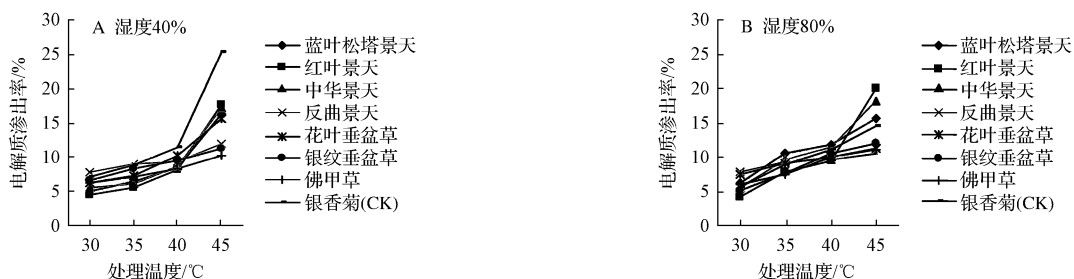 A 湿度40%
30
25
20
15
10
5
0
电解质渗出率/%
30 35 40 45
处理温度/℃
蓝叶松塔景天
红叶景天
中华景天
反曲景天
花叶垂盆草
银纹垂盆草
佛甲草
银香菊(CK)
B 湿度80%
30
25
20
15
10
5
0
电解质渗出率/%
30 35 40 45
处理温度/℃
蓝叶松塔景天
红叶景天
中华景天
反曲景天
花叶垂盆草
银纹垂盆草
佛甲草
银香菊(CK)